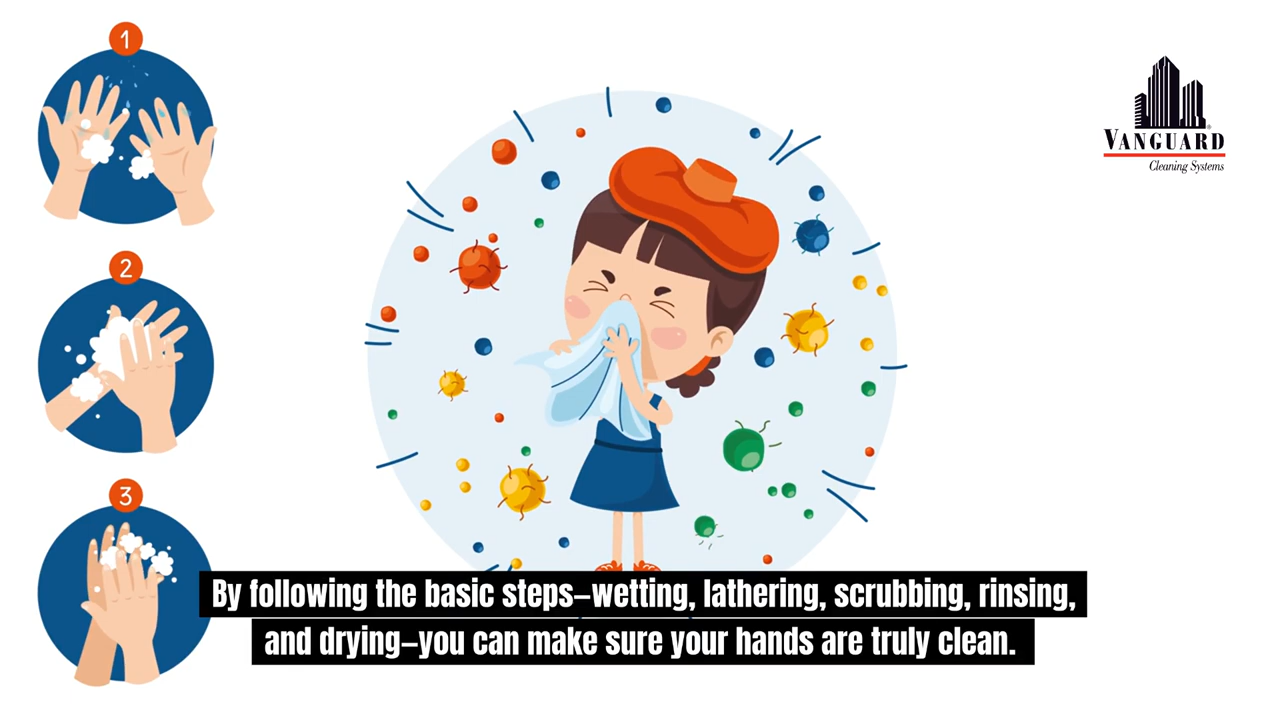 1
2
3
VANGUARD
Cleaning Systems
By following the basic steps–wetting, lathering, scrubbing, rinsing,
and drying–you can make sure your hands are truly clean.